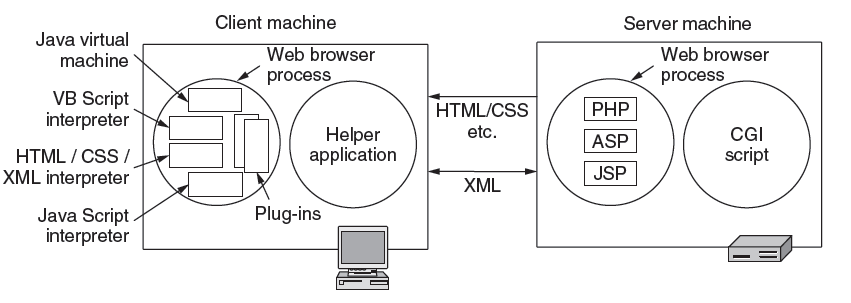 Client machine
Server machine
Java virtual
machine
Web browser
process
VB Script
interpreter
HTML / CSS /
XML interpreter
Java Script
interpreter
Plug-ins
Helper
application
HTML/CSS
etc.
XML
Web browser
process
PHP
ASP
JSP
CGI
script